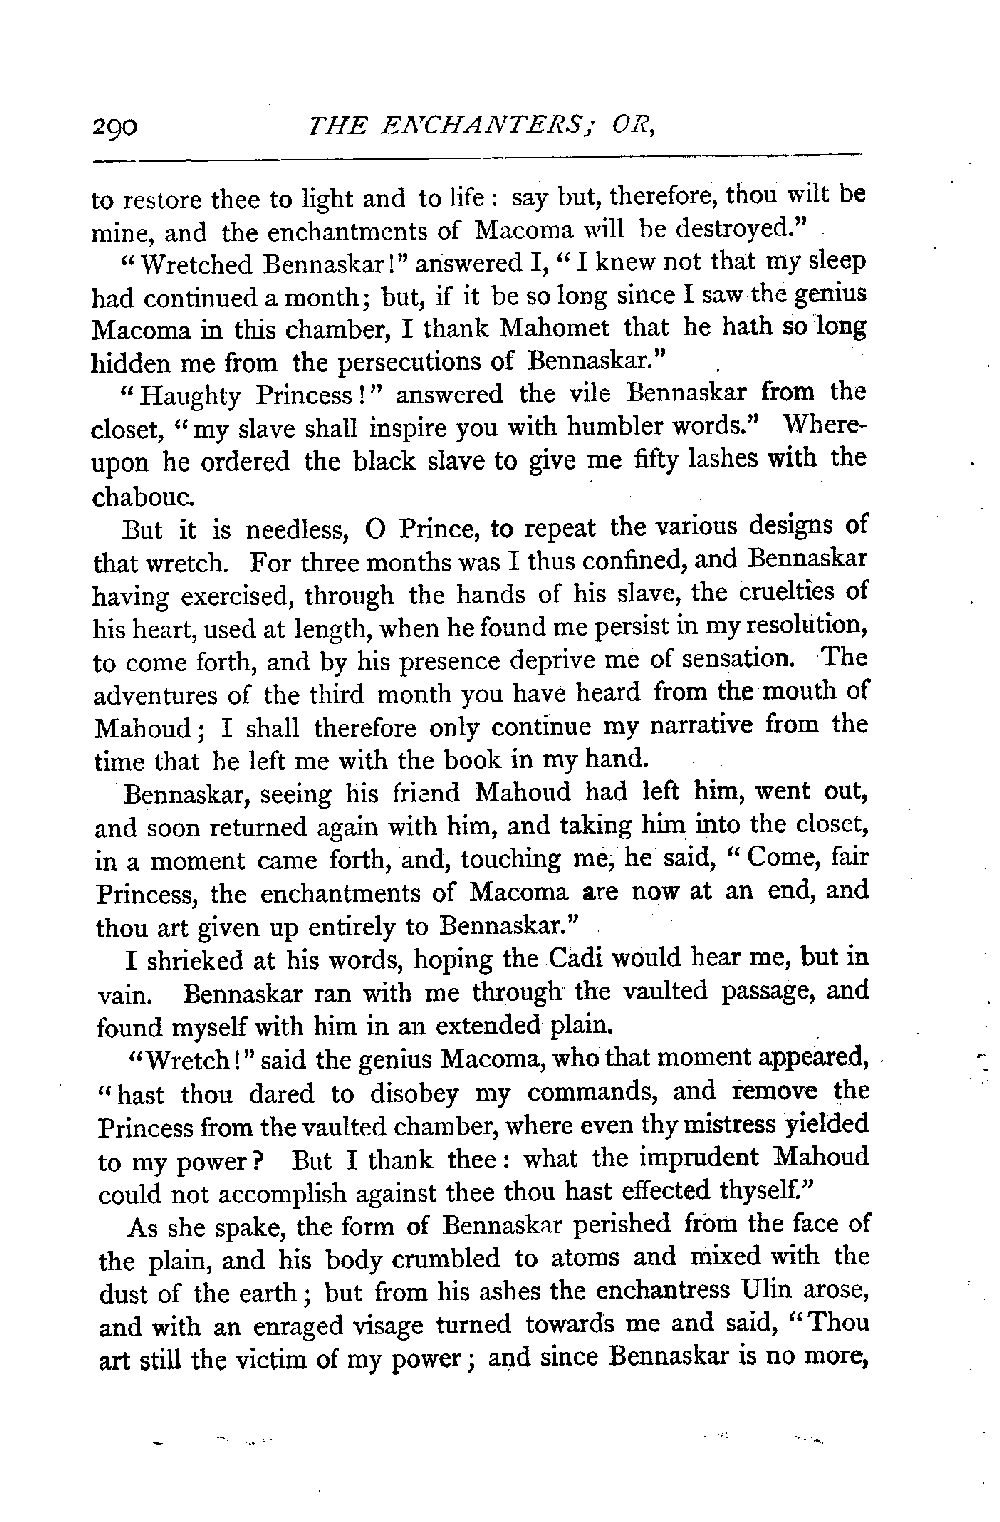 290 THE ENCHANTERS; OR,
to restore thee to light and to life : say but, therefore, thou wilt be
mine, and the enchantments of Macoma will be destroyed."
"Wretched Bennaskar!" answered I, "I knew not that my sleep
had continued a month; but, if it be so long since I saw the genius
Macoma in this chamber, I thank Mahomet that he hath so long
hidden me from the persecutions of Bennaskar."
"Haughty Princess!" answered the vile Bennaskar from the
closet, "my slave shall inspire you with humbler words." Where-
upon he ordered the black slave to give me fifty lashes with the
chabouc.
But it is needless, O Prince, to repeat the various designs of
that wretch. For three months was I thus confined, and Bennaskar
having exercised, through the hands of his slave, the cruelties of
his heart, used at length, when he found me persist in my resolution,
to come forth, and by his presence deprive me of sensation. The
adventures of the third month you have heard from the mouth of
Mahoud; I shall therefore only continue my narrative from the
time that he left me with the book in my hand.
Bennaskar, seeing his friend Mahoud had left him, went out,
and soon returned again with him, and taking him into the closet,
in a moment came forth, and, touching me, he said, "Come, fair
Princess, the enchantments of Macoma are now at an end, and
thou art given up entirely to Bennaskar."
I shrieked at his words, hoping the Cadi would hear me, but in
vain. Bennaskar ran with me through the vaulted passage, and
found myself with him in an extended plain.
"Wretch!" said the genius Macoma, who that moment appeared,
"hast thou dared to disobey my commands, and remove the
Princess from the vaulted chamber, where even thy mistress yielded
to my power? But I thank thee: what the imprudent Mahoud
could not accomplish against thee thou hast effected thyself."
As she spake, the form of Bennaskar perished from the face of
the plain, and his body crumbled to atoms and mixed with the
dust of the earth; but from his ashes the enchantress Ulin arose,
and with an enraged visage turned towards me and said, "Thou
art still the victim of my power; and since Bennaskar is no more,